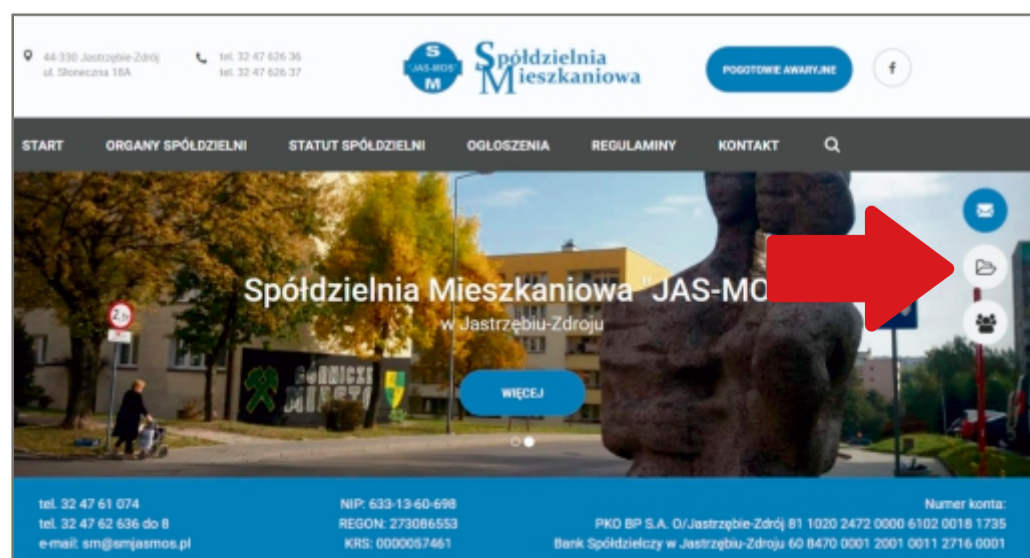 44-330 Jastrzębie-Zdrój
ul. Słoneczna 18A
tel. 32 47 626 36
tel. 32 47 626 37
S
"JAS-MOS"
M
Spółdzielnia
Mieszkaniowa
POGOTOWIE AWARYJNE
f
START ORGANY SPÓŁDZIELNI STATUT SPÓŁDZIELNI OGŁOSZENIA REGULAMINY KONTAKT
Spółdzielnia Mieszkaniowa "JAS-MO
w Jastrzębiu-Zdroju
GÓRNICZE
MIASTO
WIĘCEJ
tel. 32 47 61 074
tel. 32 47 62 636 do 8
e-mail: sm@smjasmos.pl
NIP: 633-13-60-698
REGON: 273086553
KRS: 0000057461
Numer konta:
PKO BP S.A. O/Jastrzębie-Zdrój 81 1020 2472 0000 6102 0018 1735
Bank Spółdzielczy w Jastrzębiu-Zdroju 60 8470 0001 2001 0011 2716 0001